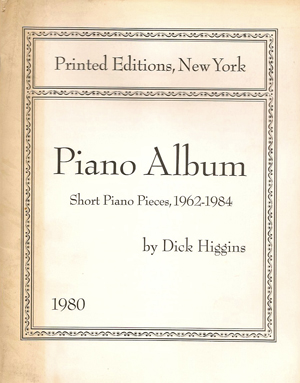 Printed Editions, New York
Piano Album
Short Piano Pieces, 1962-1984
by Dick Higgins
1980